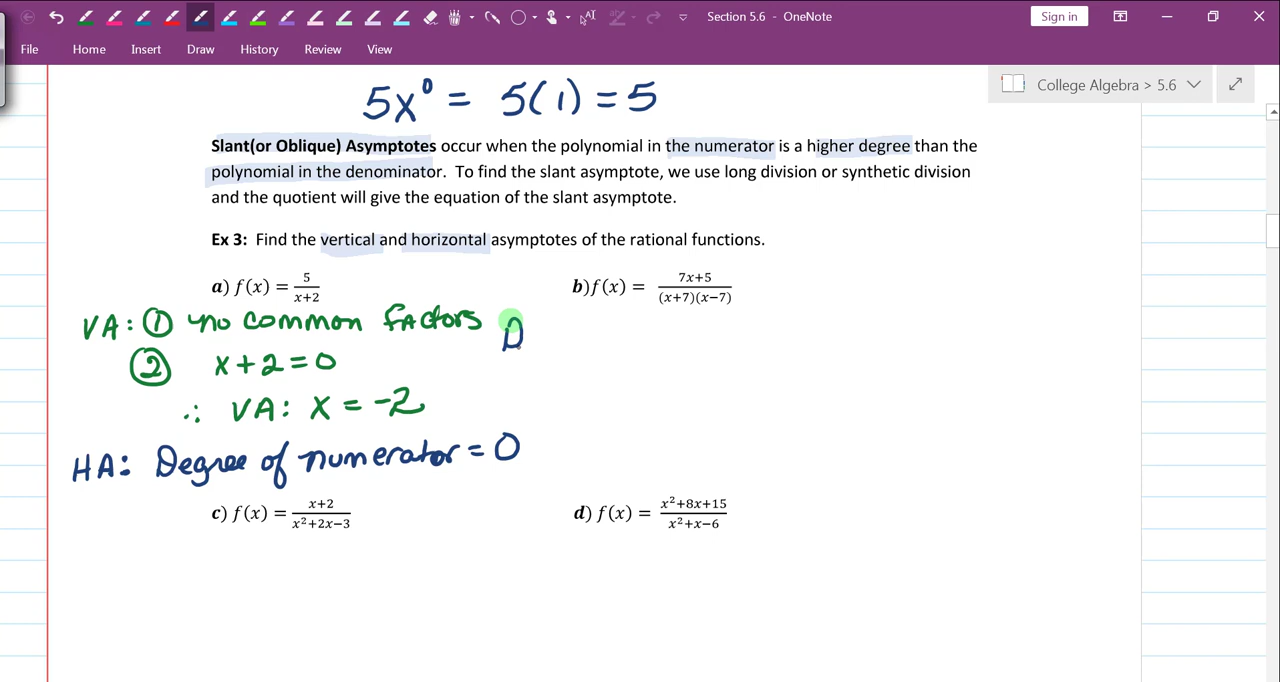 Section 5.6 - OneNote
Sign in
File Home Insert Draw History Review View
College Algebra > 5.6
5x⁰ = 5(1) = 5
Slant(or Oblique) Asymptotes occur when the polynomial in the numerator is a higher degree than the
polynomial in the denominator. To find the slant asymptote, we use long division or synthetic division
and the quotient will give the equation of the slant asymptote.
Ex 3: Find the vertical and horizontal asymptotes of the rational functions.
a) f(x) = 5/(x+2)
b)f(x) = (7x+5)/((x+7)(x−7))
VA: ① no common factors D
② x + 2 = 0
∴ VA: x = -2
HA: Degree of numerator = 0
c) f(x) = (x+2)/(x²+2x−3)
d) f(x) = (x²+8x+15)/(x²+x−6)